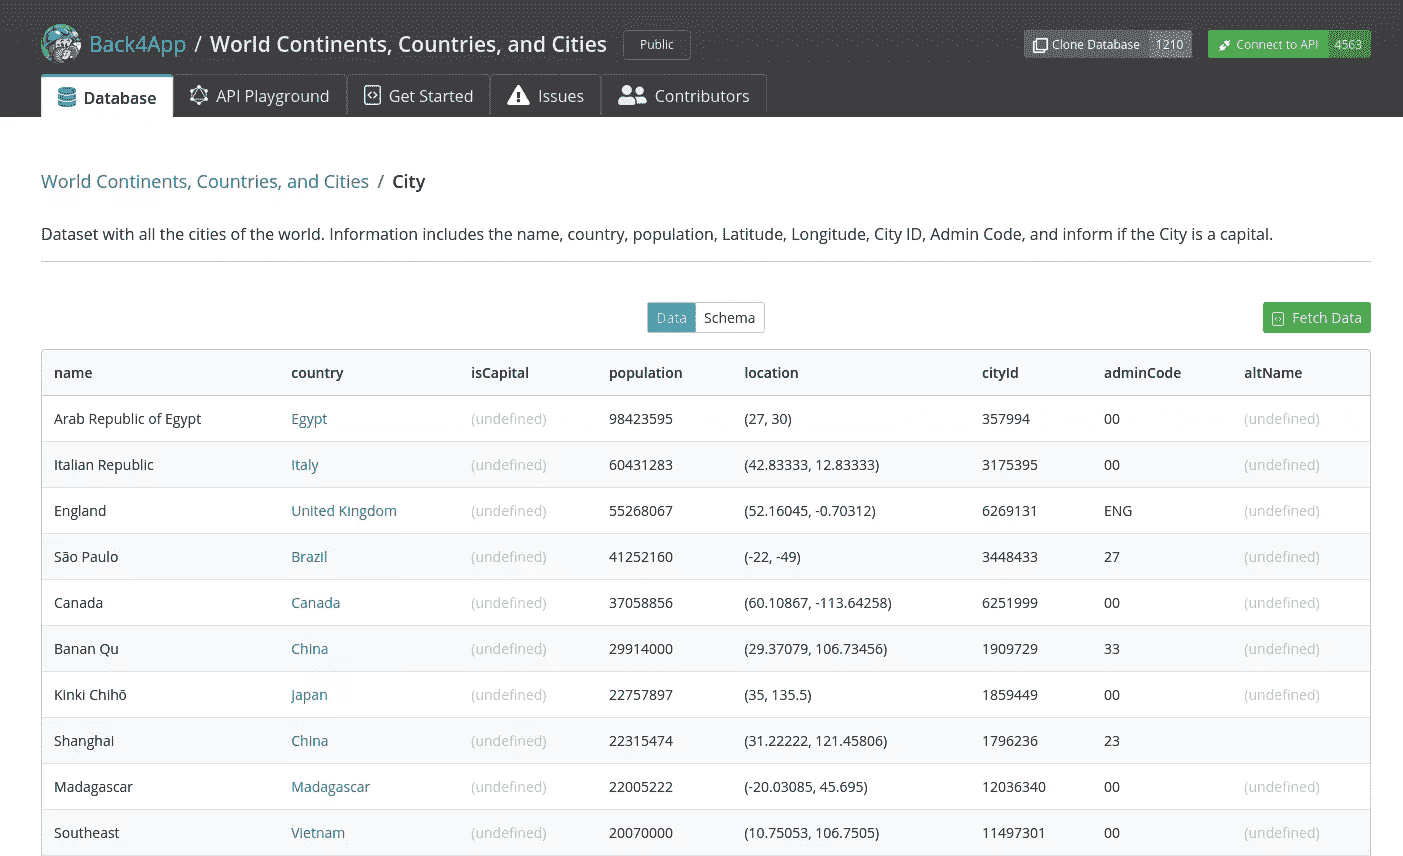 Back4App / World Continents, Countries, and Cities Public Clone Database 1210 Connect to API 4563
Database API Playground Get Started Issues Contributors
World Continents, Countries, and Cities / City
Dataset with all the cities of the world. Information includes the name, country, population, Latitude, Longitude, City ID, Admin Code, and inform if the City is a capital.
Data Schema Fetch Data
name country isCapital population location cityId adminCode altName
Arab Republic of Egypt Egypt (undefined) 98423595 (27, 30) 357994 00 (undefined)
Italian Republic Italy (undefined) 60431283 (42.83333, 12.83333) 3175395 00 (undefined)
England United Kingdom (undefined) 55268067 (52.16045, -0.70312) 6269131 ENG (undefined)
São Paulo Brazil (undefined) 41252160 (-22, -49) 3448433 27 (undefined)
Canada Canada (undefined) 37058856 (60.10867, -113.64258) 6251999 00 (undefined)
Banan Qu China (undefined) 29914000 (29.37079, 106.73456) 1909729 33 (undefined)
Kinki Chihō Japan (undefined) 22757897 (35, 135.5) 1859449 00 (undefined)
Shanghai China (undefined) 22315474 (31.22222, 121.45806) 1796236 23
Madagascar Madagascar (undefined) 22005222 (-20.03085, 45.695) 12036340 00 (undefined)
Southeast Vietnam (undefined) 20070000 (10.75053, 106.7505) 11497301 00 (undefined)